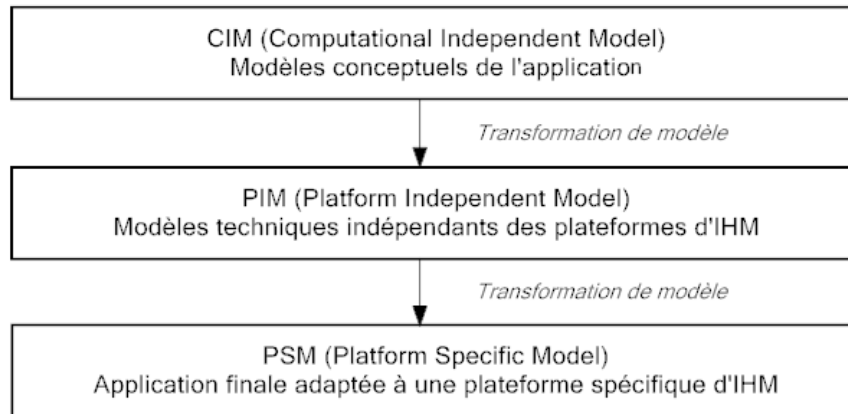 CIM (Computational Independent Model)
Modèles conceptuels de l'application
Transformation de modèle
PIM (Platform Independent Model)
Modèles techniques indépendants des plateformes d'IHM
Transformation de modèle
PSM (Platform Specific Model)
Application finale adaptée à une plateforme spécifique d'IHM